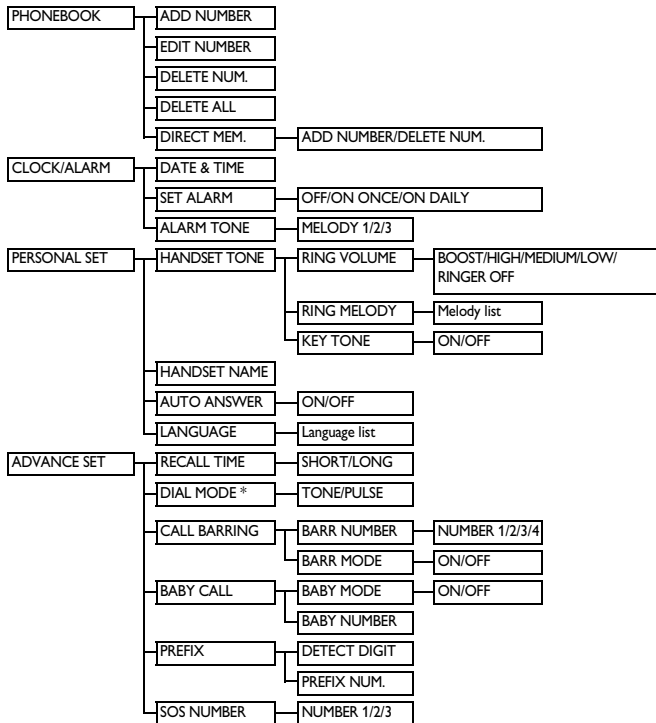 PHONEBOOK ADD NUMBER
EDIT NUMBER
DELETE NUM.
DELETE ALL
DIRECT MEM. ADD NUMBER/DELETE NUM.
CLOCK/ALARM DATE & TIME
SET ALARM OFF/ON ONCE/ON DAILY
ALARM TONE MELODY 1/2/3
PERSONAL SET HANDSET TONE RING VOLUME BOOST/HIGH/MEDIUM/LOW/
RINGER OFF
RING MELODY Melody list
KEY TONE ON/OFF
HANDSET NAME
AUTO ANSWER ON/OFF
LANGUAGE Language list
ADVANCE SET RECALL TIME SHORT/LONG
DIAL MODE * TONE/PULSE
CALL BARRING BARR NUMBER NUMBER 1/2/3/4
BARR MODE ON/OFF
BABY CALL BABY MODE ON/OFF
BABY NUMBER
PREFIX DETECT DIGIT
PREFIX NUM.
SOS NUMBER NUMBER 1/2/3